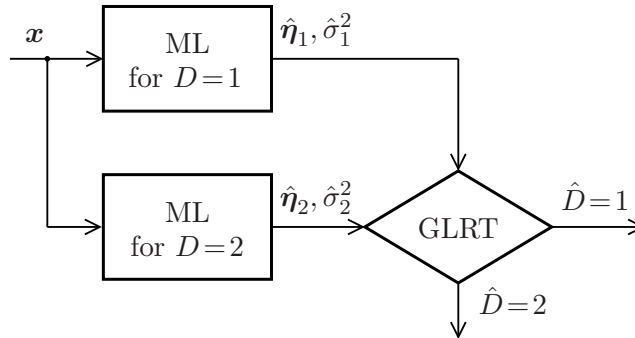 x
ML
for D = 1
η̂₁, σ̂₁²
ML
for D = 2
η̂₂, σ̂₂²
GLRT
D̂ = 1
D̂ = 2